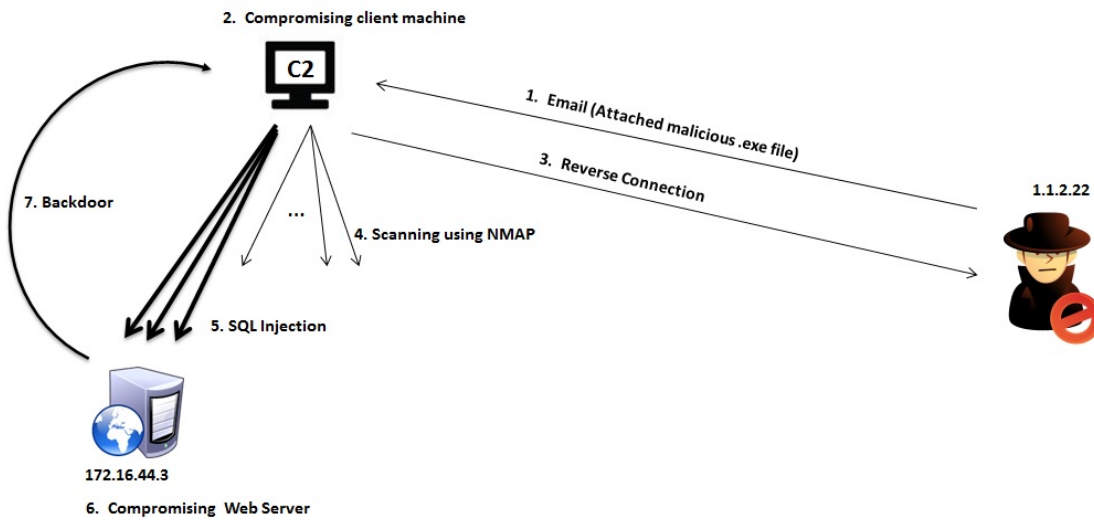 2. Compromising client machine
C2
1. Email (Attached malicious .exe file)
3. Reverse Connection
1.1.2.22
7. Backdoor
...
4. Scanning using NMAP
5. SQL Injection
172.16.44.3
6. Compromising Web Server